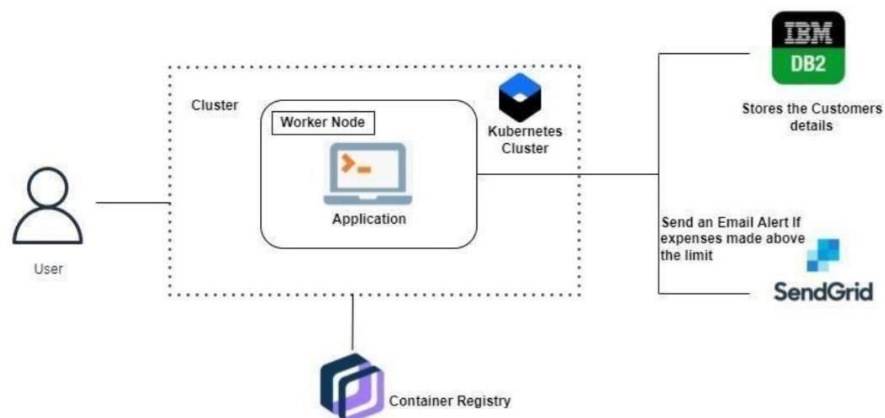 IBM
DB2
Stores the Customers
details
Cluster
Worker Node
Kubernetes
Cluster
Application
User
Send an Email Alert If
expenses made above
the limit
SendGrid
Container Registry